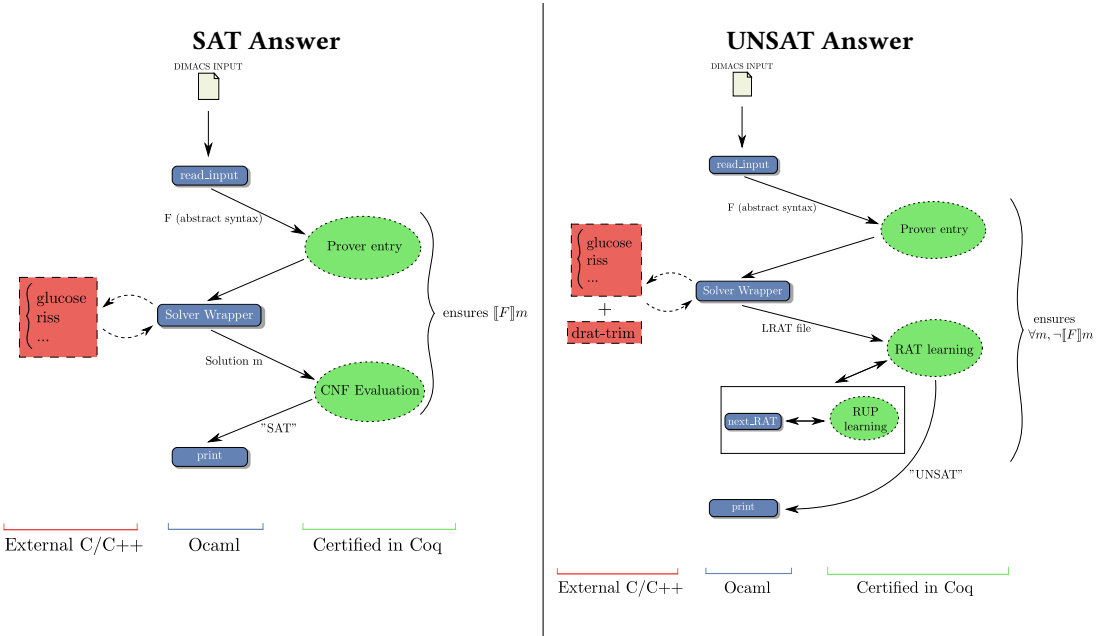 SAT Answer
DIMACS INPUT
read_input
F (abstract syntax)
Prover entry
glucose
riss
...
Solver Wrapper
ensures ⟦F⟧m
Solution m
CNF Evaluation
"SAT"
print
External C/C++
Ocaml
Certified in Coq
UNSAT Answer
DIMACS INPUT
read_input
F (abstract syntax)
Prover entry
glucose
riss
...
+
drat-trim
Solver Wrapper
LRAT file
RAT learning
ensures
∀m, ¬⟦F⟧m
next_RAT
RUP
learning
"UNSAT"
print
External C/C++
Ocaml
Certified in Coq